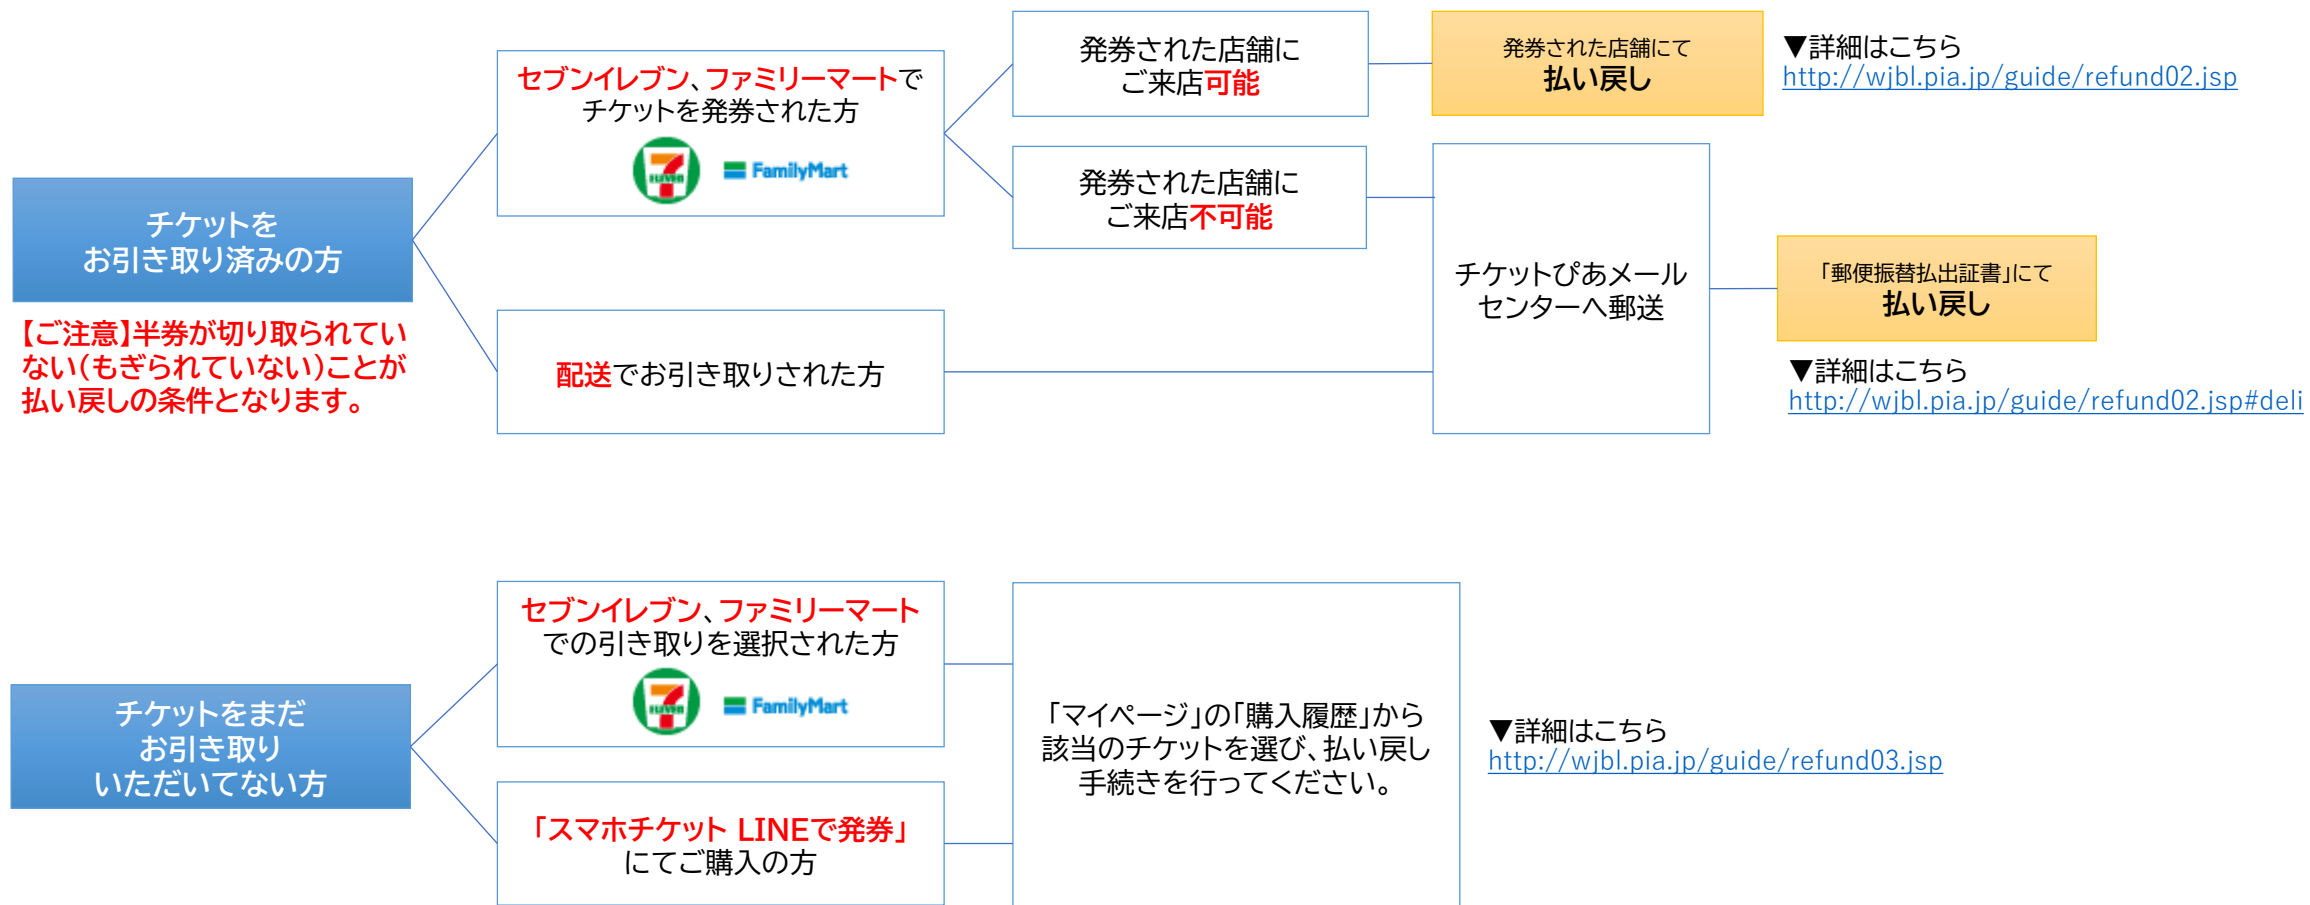 チケットを
お引き取り済みの方
【ご注意】半券が切り取られてい
ない(もぎられていない)ことが
払い戻しの条件となります。
セブンイレブン、ファミリーマートで
チケットを発券された方
7
ELEVEN
FamilyMart
発券された店舗に
ご来店可能
発券された店舗にて
払い戻し
▼詳細はこちら
http://wjbl.pia.jp/guide/refund02.jsp
発券された店舗に
ご来店不可能
配送でお引き取りされた方
チケットぴあメール
センターへ郵送
「郵便振替払出証書」にて
払い戻し
▼詳細はこちら
http://wjbl.pia.jp/guide/refund02.jsp#deli
チケットをまだ
お引き取り
いただいてない方
セブンイレブン、ファミリーマート
での引き取りを選択された方
7
ELEVEN
FamilyMart
「スマホチケット LINEで発券」
にてご購入の方
「マイページ」の「購入履歴」から
該当のチケットを選び、払い戻し
手続きを行ってください。
▼詳細はこちら
http://wjbl.pia.jp/guide/refund03.jsp